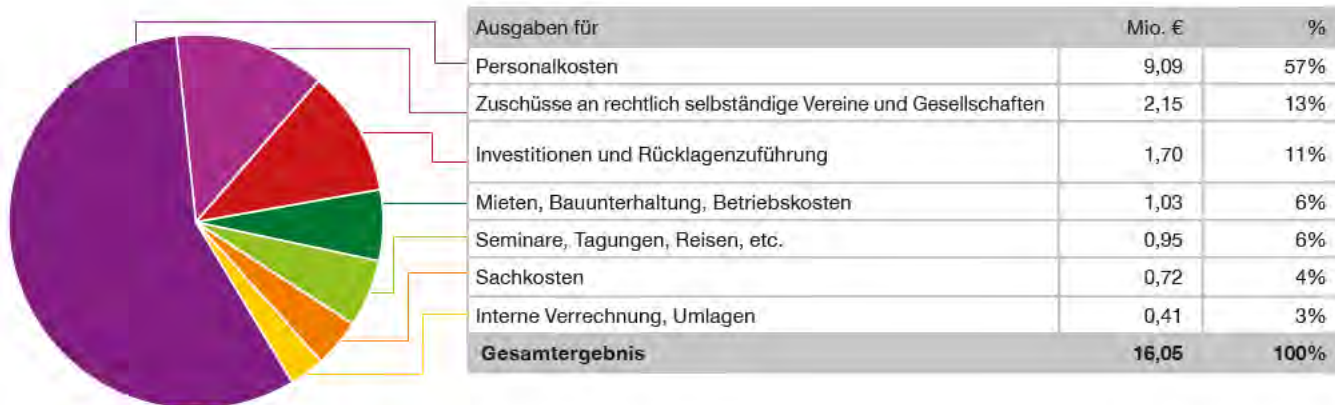 Ausgaben für Mio. € %
Personalkosten 9,09 57%
Zuschüsse an rechtlich selbständige Vereine und Gesellschaften 2,15 13%
Investitionen und Rücklagenzuführung 1,70 11%
Mieten, Bauunterhaltung, Betriebskosten 1,03 6%
Seminare, Tagungen, Reisen, etc. 0,95 6%
Sachkosten 0,72 4%
Interne Verrechnung, Umlagen 0,41 3%
Gesamtergebnis 16,05 100%